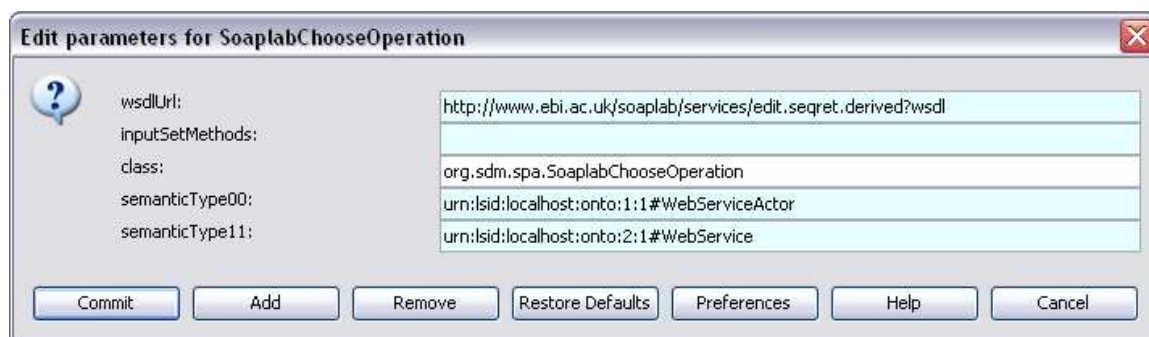 Edit parameters for SoaplabChooseOperation
wsdlUrl: http://www.ebi.ac.uk/soaplab/services/edit.seqret.derived?wsdl
inputSetMethods:
class: org.sdm.spa.SoaplabChooseOperation
semanticType00: urn:lsid:localhost:onto:1:1#WebServiceActor
semanticType11: urn:lsid:localhost:onto:2:1#WebService
Commit Add Remove Restore Defaults Preferences Help Cancel